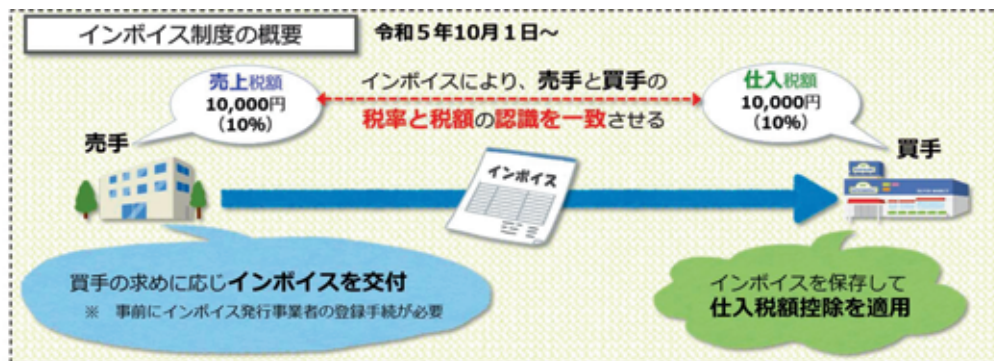 インボイス制度の概要
令和5年10月1日～
売上税額
10,000円
（10%）
インボイスにより、売手と買手の
税率と税額の認識を一致させる
仕入税額
10,000円
（10%）
売手
買手
インボイス
買手の求めに応じインボイスを交付
※　事前にインボイス発行事業者の登録手続が必要
インボイスを保存して
仕入税額控除を適用